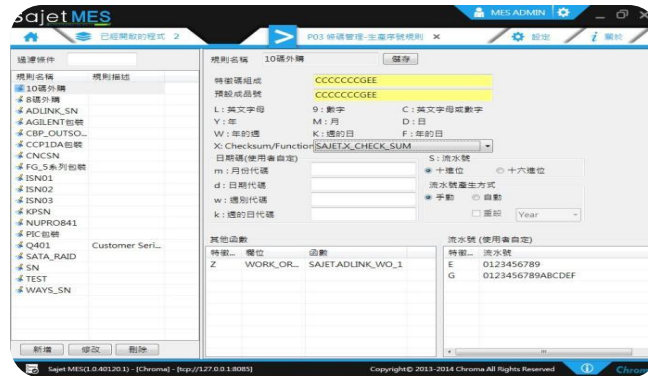 Sajet MES
MES ADMIN
已經開啟的程式 2
P03 條碼管理-生產序號規則 ×
設定
關於
過濾條件
規則名稱 規則描述
10碼外購
8碼外購
ADLINK_SN
AGILENT包裝
CBP_OUTSO...
CCP1DA包裝
CNCSN
FG_5系列包裝
ISN01
ISN02
ISN03
KPSN
NUPRO841
PIC包裝
Q401 Customer Seri...
SATA_RAID
SN
TEST
WAYS_SN
新增 修改 刪除
規則名稱 10碼外購 儲存
特徵碼組成 CCCCCCCGEE
預設成品號 CCCCCCCGEE
L : 英文字母 9 : 數字 C : 英文字母或數字
Y : 年 M : 月 D : 日
W : 年的週 K : 週的日 F : 年的日
X: Checksum/Function SAJET.X_CHECK_SUM
日期碼(使用者自定)
m : 月份代碼
d : 日期代碼
w : 週別代碼
k : 週的日代碼
S : 流水號
十進位 十六進位
流水號產生方式
手動 自動
重設 Year
其他函數
特徵... 欄位 函數
Z WORK_OR... SAJET.ADLINK_WO_1
流水號 (使用者自定)
特徵... 流水號
E 0123456789
G 0123456789ABCDEF
Sajet MES(1.0.40120.1) - [Chroma] - [tcp://127.0.0.1:8085] Copyright© 2013-2014 Chroma All Rights Reserved Chroma